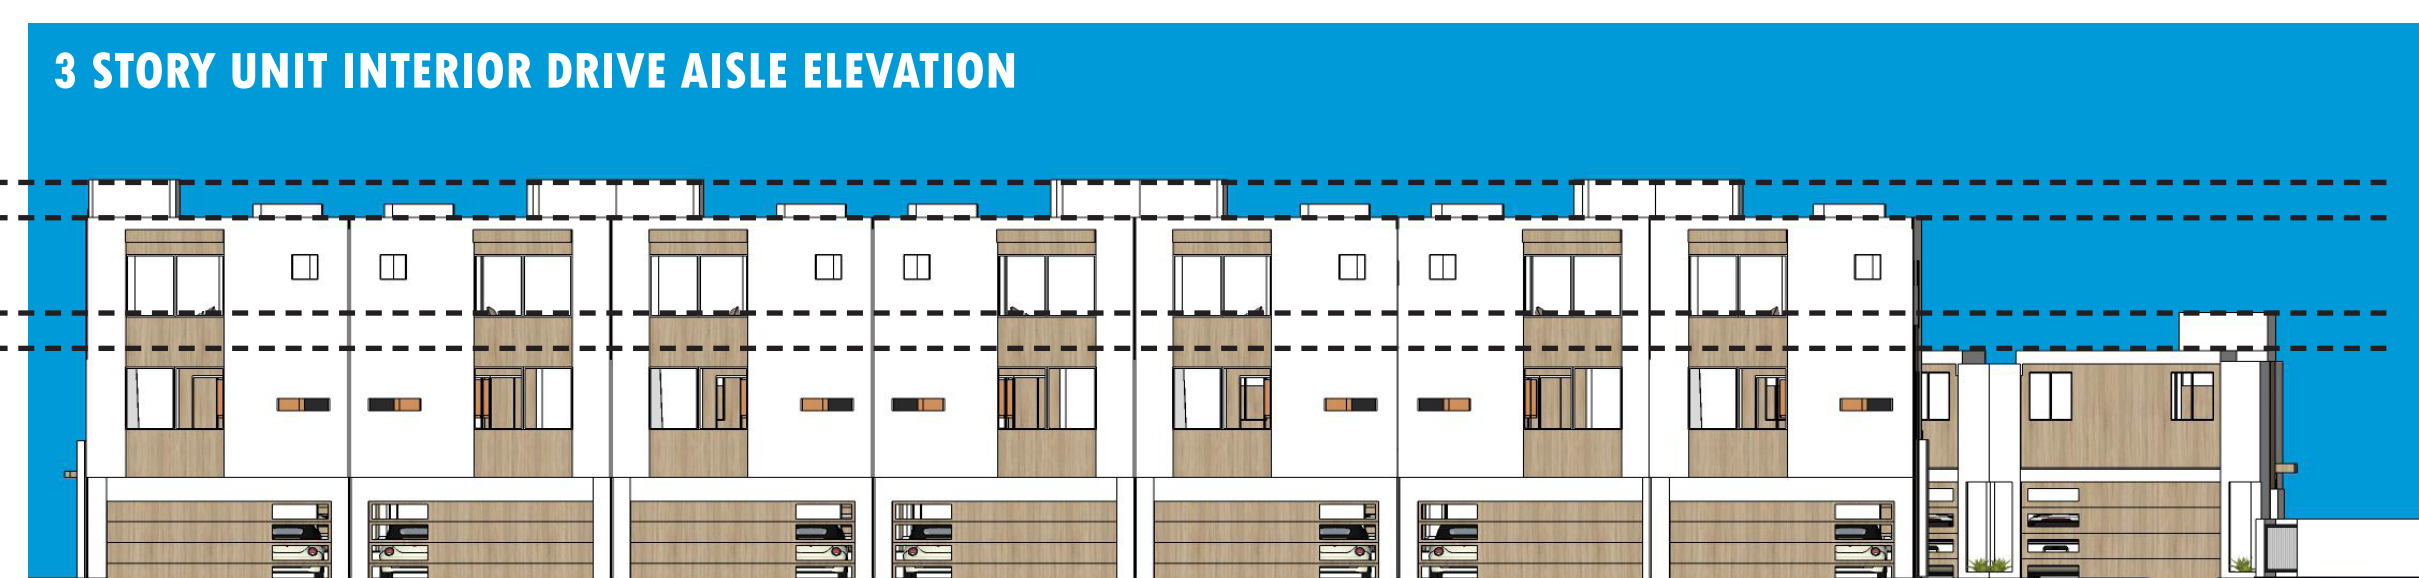 3 STORY UNIT INTERIOR DRIVE AISLE ELEVATION